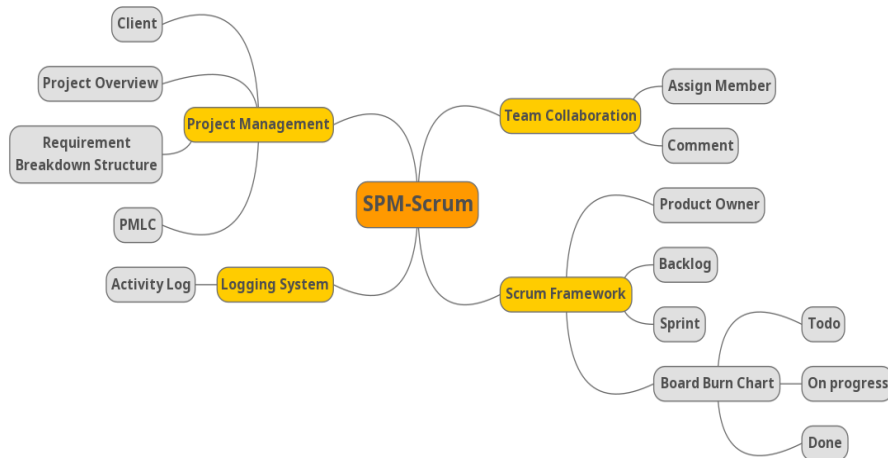 Client
Project Overview
Project Management
Requirement
Breakdown Structure
PMLC
Activity Log
Logging System
SPM-Scrum
Team Collaboration
Assign Member
Comment
Scrum Framework
Product Owner
Backlog
Sprint
Board Burn Chart
Todo
On progress
Done